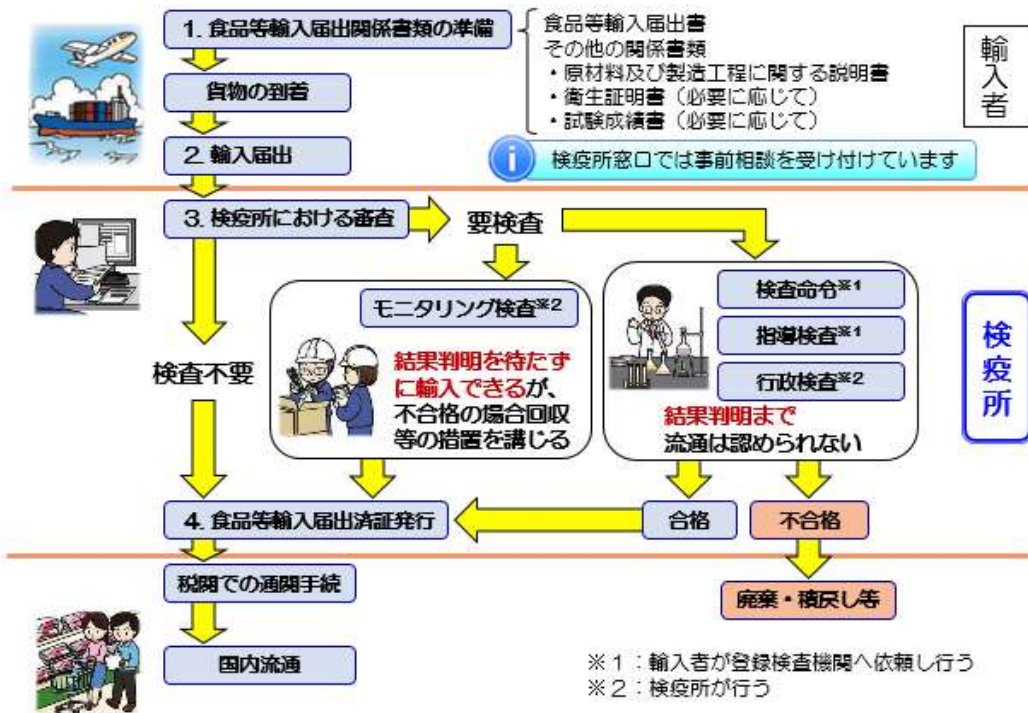 1. 食品等輸入届出関係書類の準備
食品等輸入届出書
その他の関係書類
・原材料及び製造工程に関する説明書
・衛生証明書（必要に応じて）
・試験成績書（必要に応じて）
輸入者
貨物の到着
2. 輸入届出
i 検疫所窓口では事前相談を受け付けています
3. 検疫所における審査
要検査
検査不要
モニタリング検査※2
結果判明を待たず
に輸入できるが、
不合格の場合回収
等の措置を講じる
検査命令※1
指導検査※1
行政検査※2
結果判明まで
流通は認められない
検疫所
4. 食品等輸入届出済証発行
合格
不合格
税関での通関手続
廃棄・積戻し等
国内流通
※1：輸入者が登録検査機関へ依頼し行う
※2：検疫所が行う